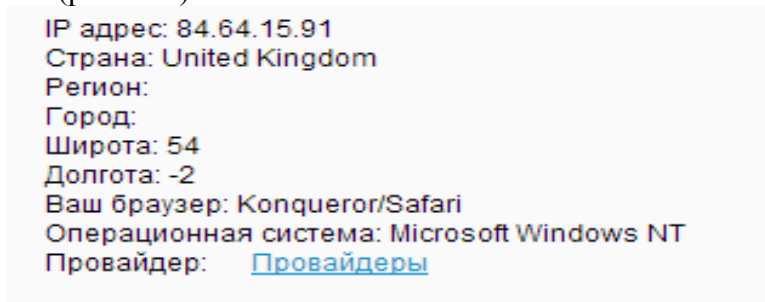 IP адрес: 84.64.15.91
Страна: United Kingdom
Регион:
Город:
Широта: 54
Долгота: -2
Ваш браузер: Konqueror/Safari
Операционная система: Microsoft Windows NT
Провайдер: Провайдеры